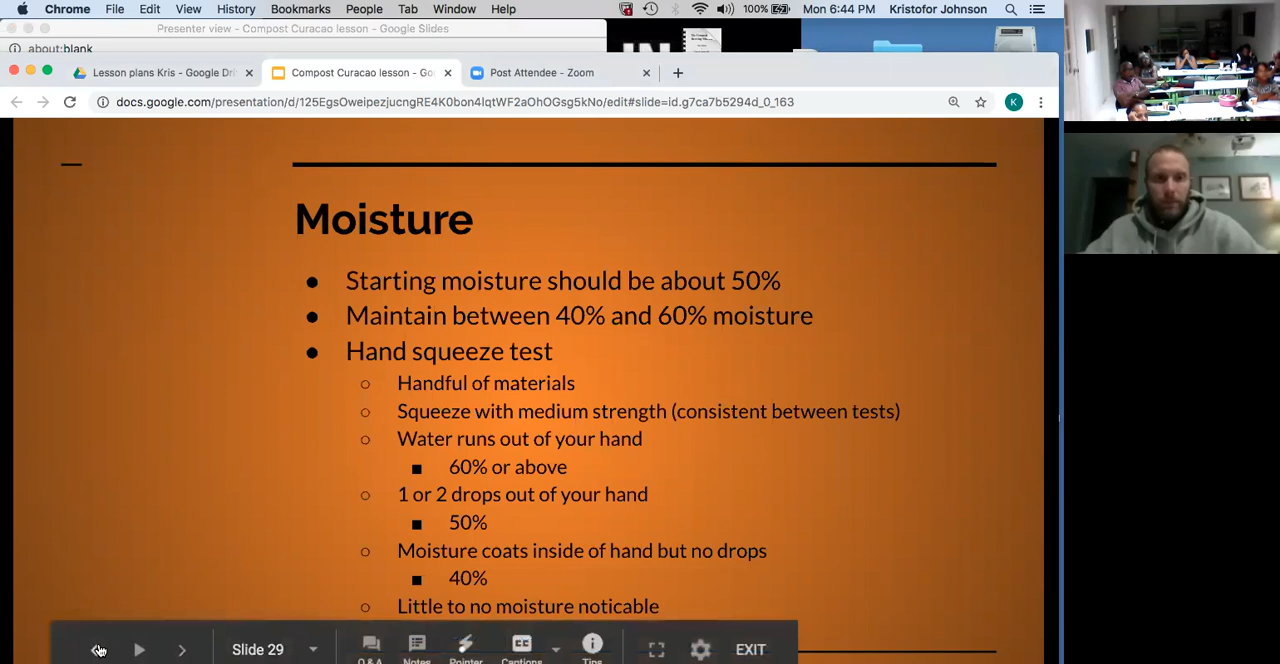 Chrome File Edit View History Bookmarks People Tab Window Help 100% Mon 6:44 PM Kristofor Johnson
Presenter view - Compost Curacao lesson - Google Slides
about:blank
Lesson plans Kris - Google Dri Compost Curacao lesson - Go Post Attendee - Zoom
docs.google.com/presentation/d/125EgsOweipezjucngRE4K0bon4lqtWF2aOhOGsg5kNo/edit#slide=id.g7ca7b5294d_0_163 K
Moisture
● Starting moisture should be about 50%
● Maintain between 40% and 60% moisture
● Hand squeeze test
○ Handful of materials
○ Squeeze with medium strength (consistent between tests)
○ Water runs out of your hand
■ 60% or above
○ 1 or 2 drops out of your hand
■ 50%
○ Moisture coats inside of hand but no drops
■ 40%
○ Little to no moisture noticable
Slide 29 Q&A Notes Pointer Captions Tips EXIT